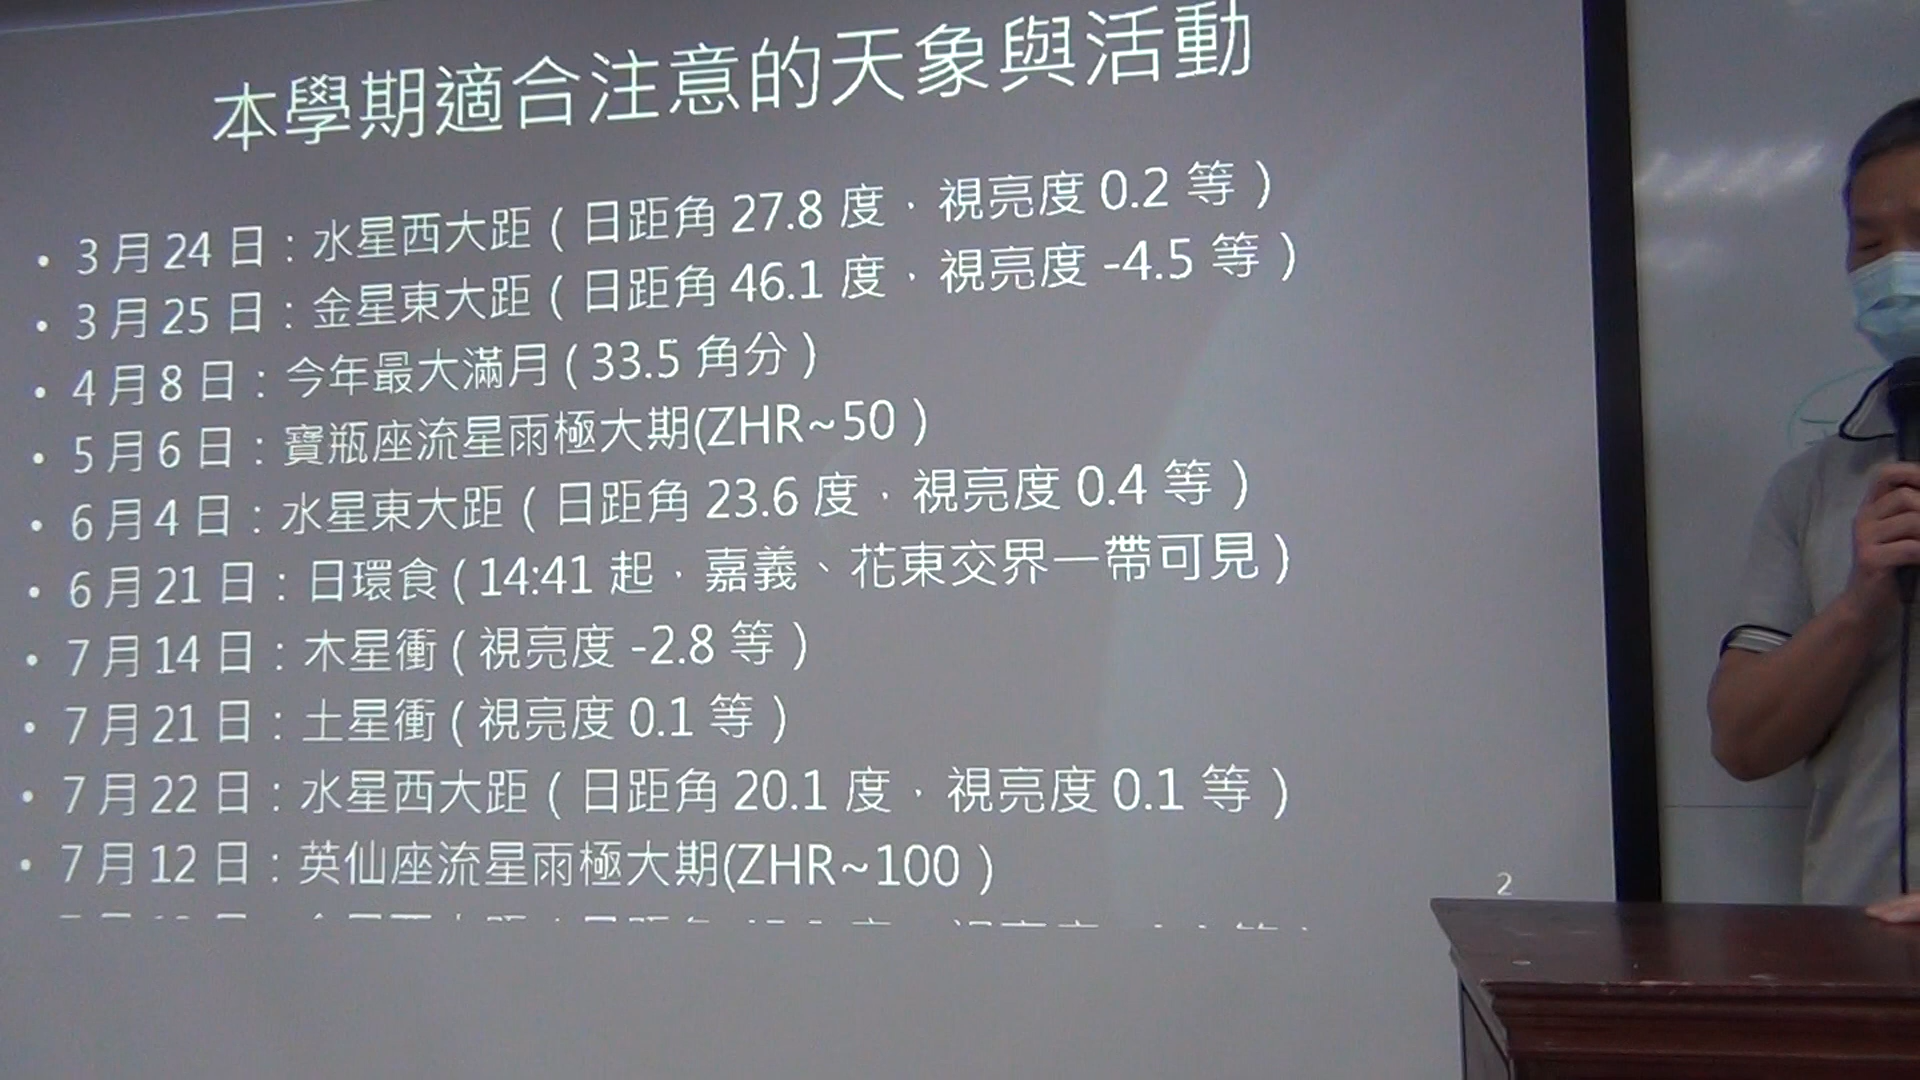 本學期適合注意的天象與活動
• 3 月 24 日：水星西大距（日距角 27.8 度，視亮度 0.2 等）
• 3 月 25 日：金星東大距（日距角 46.1 度，視亮度 -4.5 等）
• 4 月 8 日：今年最大滿月（33.5 角分）
• 5 月 6 日：寶瓶座流星雨極大期(ZHR~50）
• 6 月 4 日：水星東大距（日距角 23.6 度，視亮度 0.4 等）
• 6 月 21 日：日環食（14:41 起，嘉義、花東交界一帶可見）
• 7 月 14 日：木星衝（視亮度 -2.8 等）
• 7 月 21 日：土星衝（視亮度 0.1 等）
• 7 月 22 日：水星西大距（日距角 20.1 度，視亮度 0.1 等）
• 7 月 12 日：英仙座流星雨極大期(ZHR~100）
2